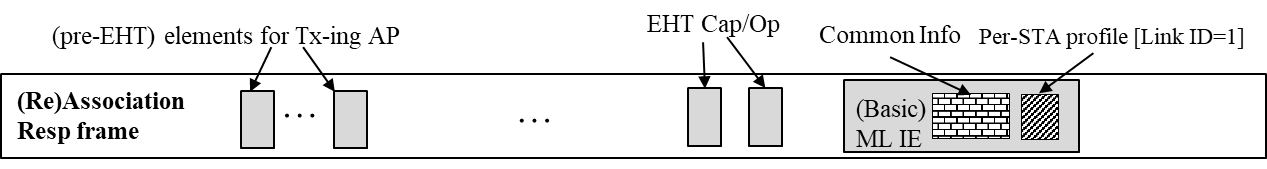 (pre-EHT) elements for Tx-ing AP
EHT Cap/Op
Common Info
Per-STA profile [Link ID=1]
(Re)Association
Resp frame
...
...
(Basic)
ML IE